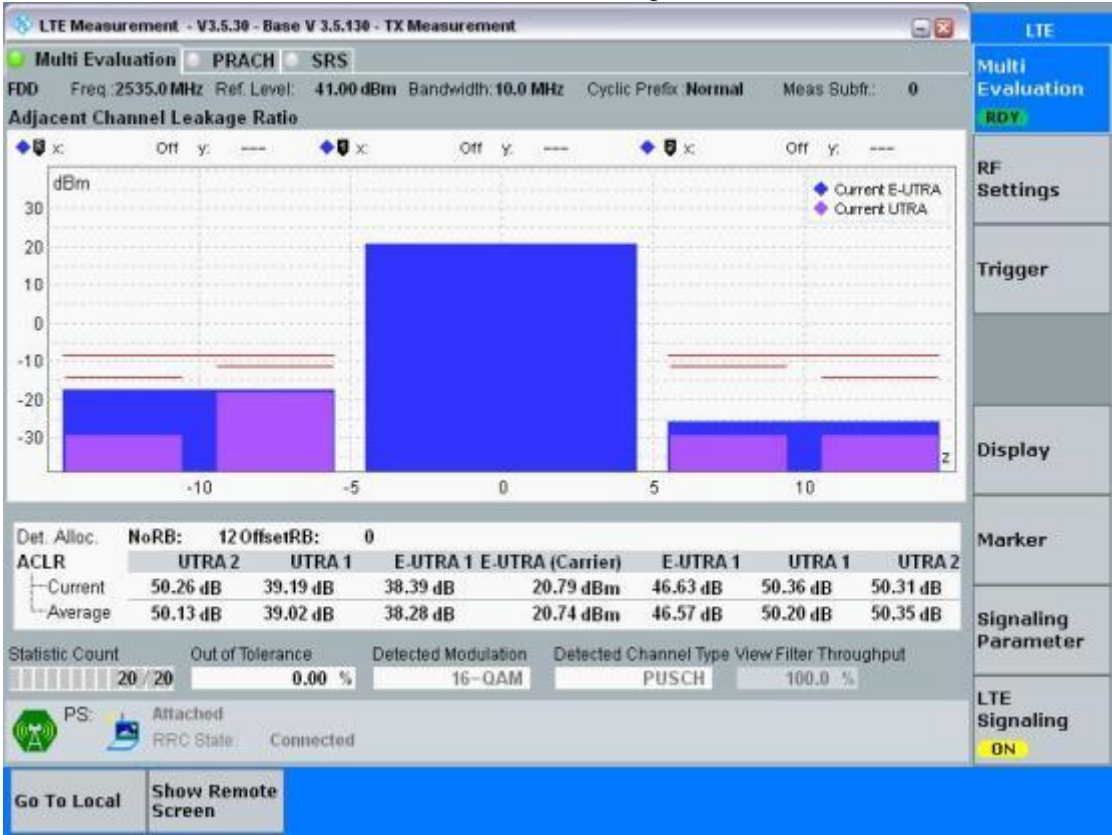 LTE Measurement - V3.5.30 - Base V 3.5.130 - TX Measurement
LTE
Multi Evaluation PRACH SRS
Multi Evaluation
RDY
FDD Freq.:2535.0 MHz Ref. Level: 41.00 dBm Bandwidth:10.0 MHz Cyclic Prefix:Normal Meas Subfr.: 0
Adjacent Channel Leakage Ratio
x: Off y: --- x: Off y: --- x: Off y: ---
dBm
Current E-UTRA
Current UTRA
30
20
10
0
-10
-20
-30
z
-10 -5 0 5 10
RF Settings
Trigger
Display
Marker
Signaling Parameter
LTE Signaling
ON
Det. Alloc. NoRB: 12 OffsetRB: 0
ACLR UTRA 2 UTRA 1 E-UTRA 1 E-UTRA (Carrier) E-UTRA 1 UTRA 1 UTRA 2
Current 50.26 dB 39.19 dB 38.39 dB 20.79 dBm 46.63 dB 50.36 dB 50.31 dB
Average 50.13 dB 39.02 dB 38.28 dB 20.74 dBm 46.57 dB 50.20 dB 50.35 dB
Statistic Count Out of Tolerance Detected Modulation Detected Channel Type View Filter Throughput
20 / 20 0.00 % 16-QAM PUSCH 100.0 %
PS: Attached
RRC State: Connected
Go To Local
Show Remote Screen